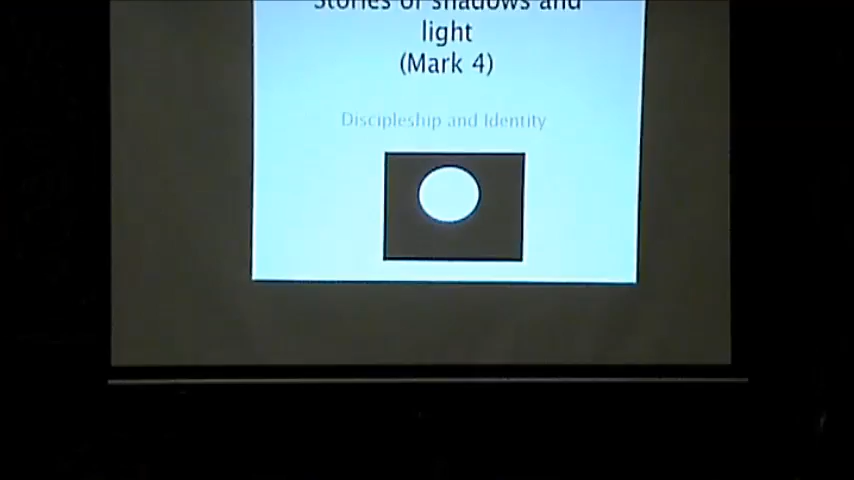 Stories of shadows and
light
(Mark 4)
Discipleship and Identity